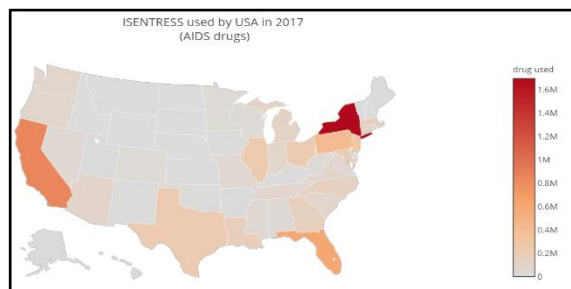 ISENTRESS used by USA in 2017
(AIDS drugs)
drug used
1.6M
1.4M
1.2M
1M
0.8M
0.6M
0.4M
0.2M
0